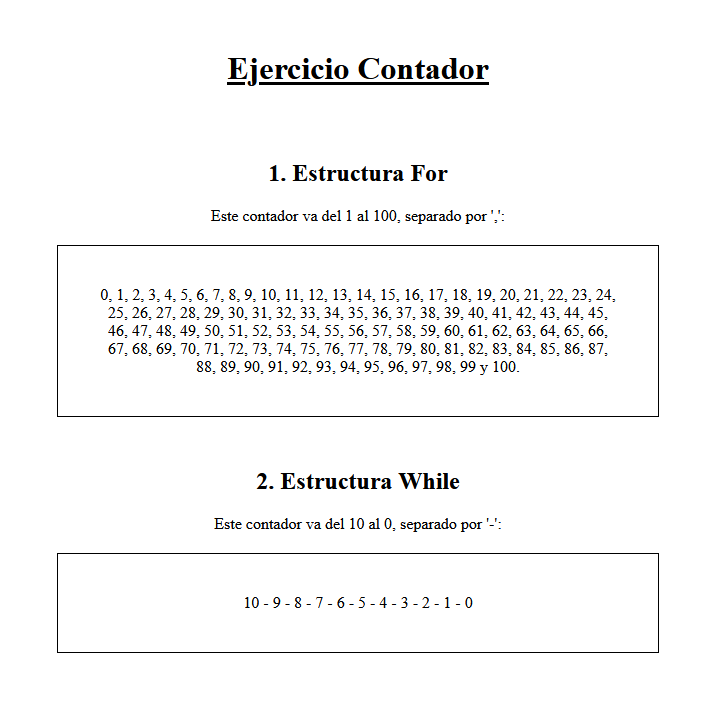 Ejercicio Contador
1. Estructura For
Este contador va del 1 al 100, separado por ',':
0, 1, 2, 3, 4, 5, 6, 7, 8, 9, 10, 11, 12, 13, 14, 15, 16, 17, 18, 19, 20, 21, 22, 23, 24,
25, 26, 27, 28, 29, 30, 31, 32, 33, 34, 35, 36, 37, 38, 39, 40, 41, 42, 43, 44, 45,
46, 47, 48, 49, 50, 51, 52, 53, 54, 55, 56, 57, 58, 59, 60, 61, 62, 63, 64, 65, 66,
67, 68, 69, 70, 71, 72, 73, 74, 75, 76, 77, 78, 79, 80, 81, 82, 83, 84, 85, 86, 87,
88, 89, 90, 91, 92, 93, 94, 95, 96, 97, 98, 99 y 100.
2. Estructura While
Este contador va del 10 al 0, separado por '-':
10 - 9 - 8 - 7 - 6 - 5 - 4 - 3 - 2 - 1 - 0